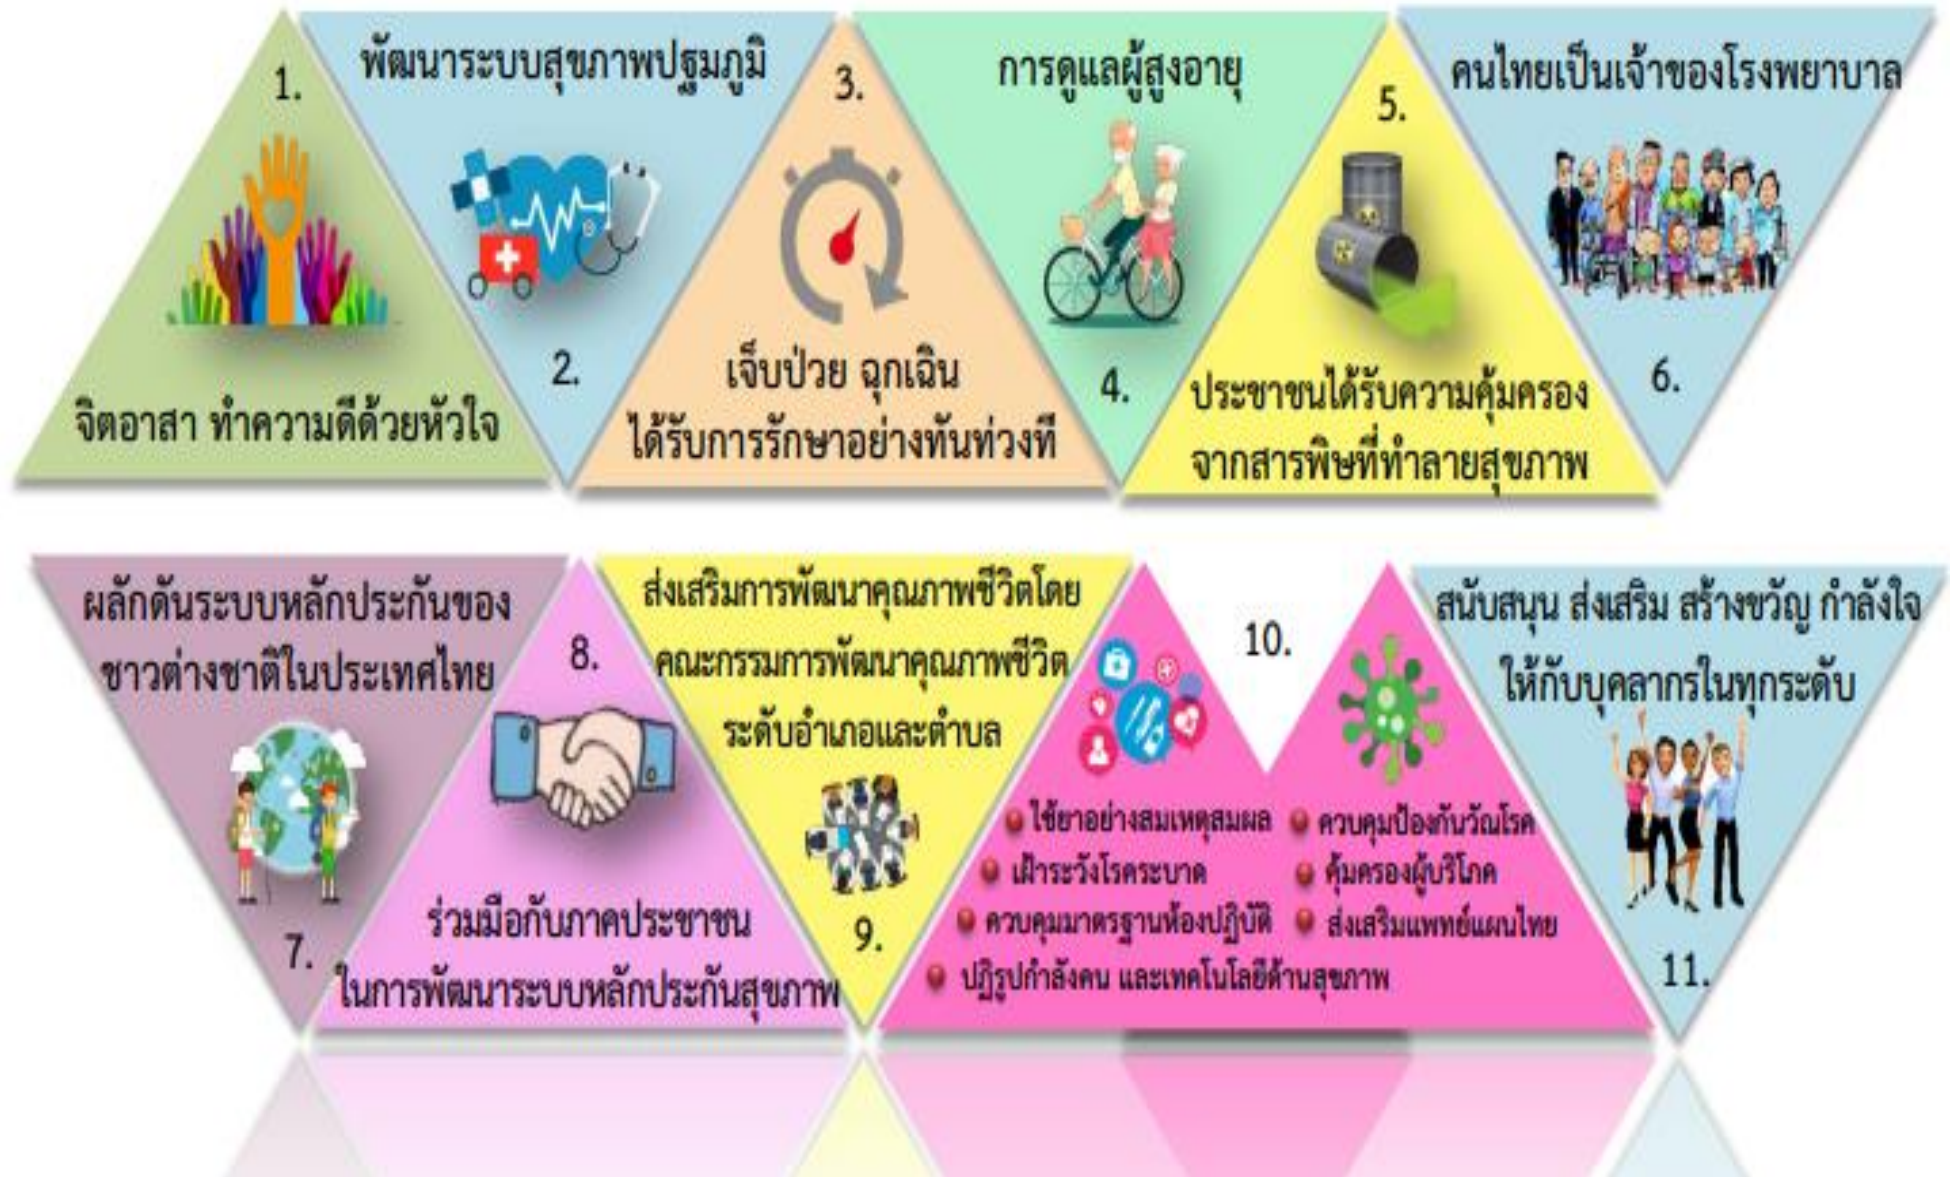 1.
จิตอาสา ทำความดีด้วยหัวใจ
พัฒนาระบบสุขภาพปฐมภูมิ
2.
3.
เจ็บป่วย ฉุกเฉิน
ได้รับการรักษาอย่างทันท่วงที
การดูแลผู้สูงอายุ
4.
5.
ประชาชนได้รับความคุ้มครอง
จากสารพิษที่ทำลายสุขภาพ
คนไทยเป็นเจ้าของโรงพยาบาล
6.
ผลักดันระบบหลักประกันของ
ชาวต่างชาติในประเทศไทย
7.
8.
ร่วมมือกับภาคประชาชน
ในการพัฒนาระบบหลักประกันสุขภาพ
ส่งเสริมการพัฒนาคุณภาพชีวิตโดย
คณะกรรมการพัฒนาคุณภาพชีวิต
ระดับอำเภอและตำบล
9.
10.
ใช้ยาอย่างสมเหตุสมผล
เฝ้าระวังโรคระบาด
ควบคุมมาตรฐานห้องปฏิบัติ
ปฏิรูปกำลังคน และเทคโนโลยีด้านสุขภาพ
ควบคุมป้องกันวัณโรค
คุ้มครองผู้บริโภค
ส่งเสริมแพทย์แผนไทย
สนับสนุน ส่งเสริม สร้างขวัญ กำลังใจ
ให้กับบุคลากรในทุกระดับ
11.